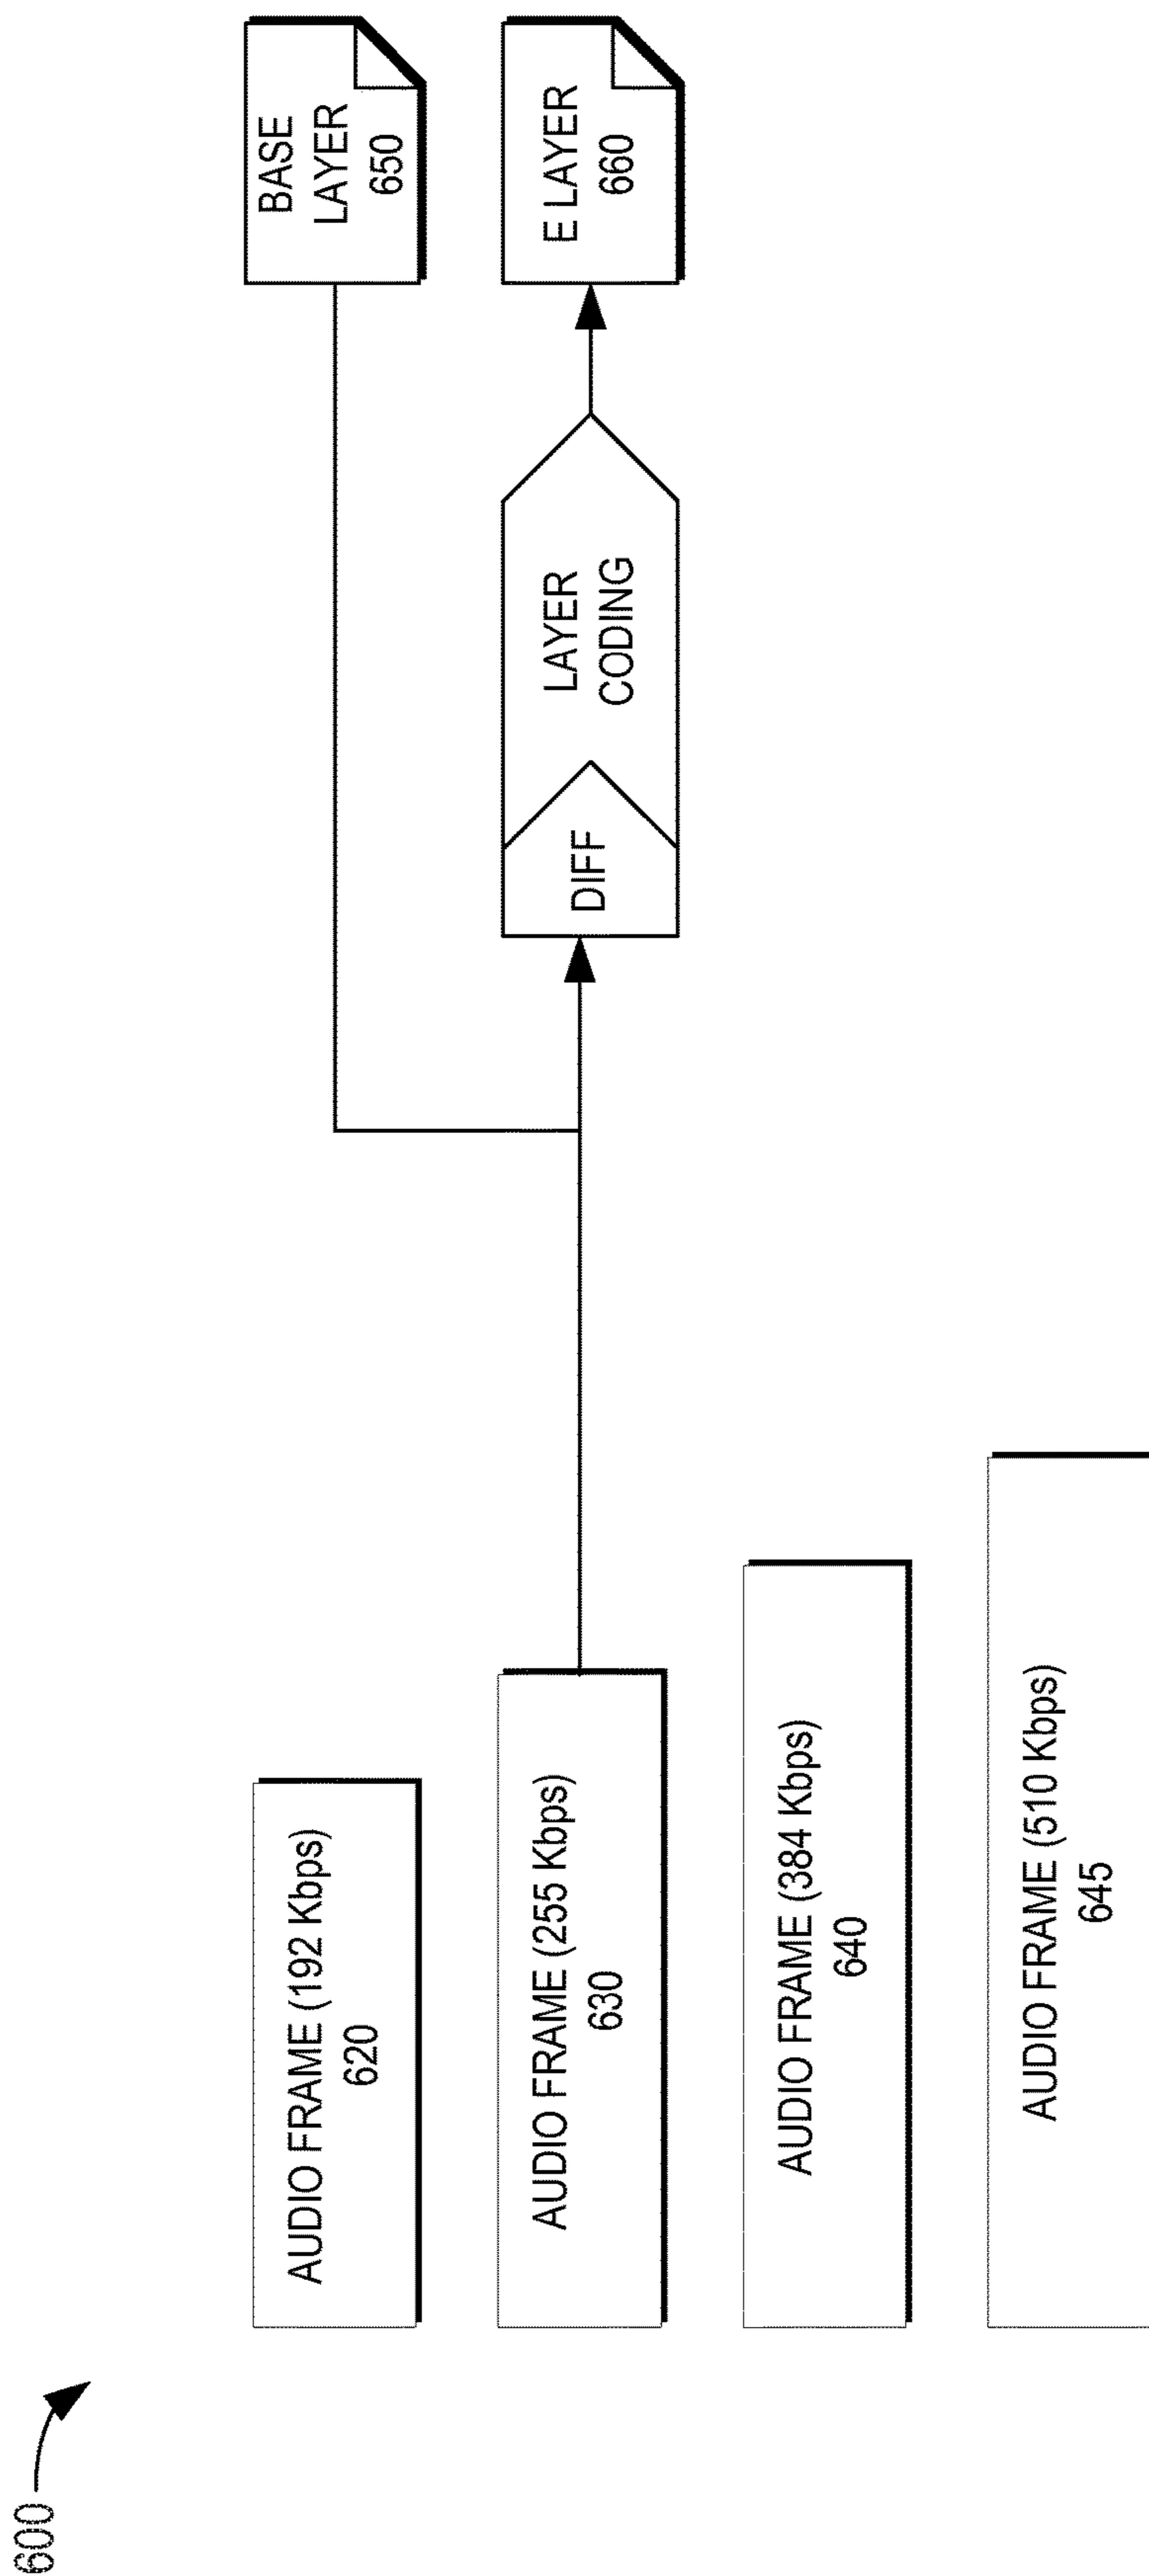 600
AUDIO FRAME (192 Kbps)
620
AUDIO FRAME (255 Kbps)
630
AUDIO FRAME (384 Kbps)
640
AUDIO FRAME (510 Kbps)
645
DIFF
LAYER
CODING
BASE
LAYER
650
E LAYER
660